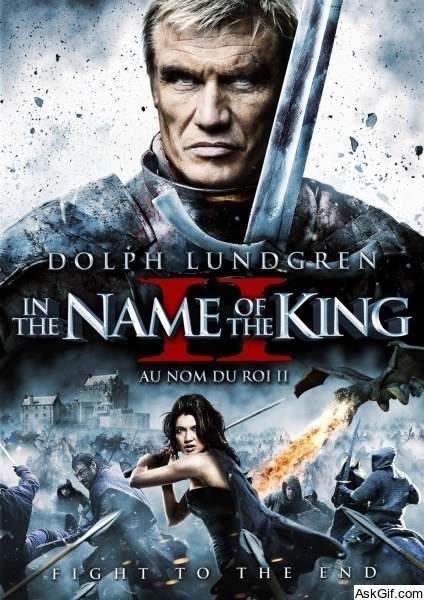 DOLPH LUNDGREN
IN THE NAME OF THE KING
II
AU NOM DU ROI II
FIGHT TO THE END
AskGif.com